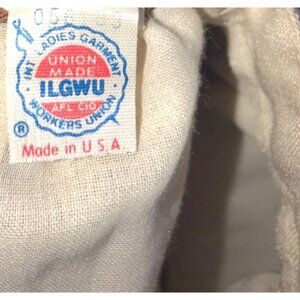 INT'L LADIES GARMENT
UNION
MADE
ILGWU
AFL CIO
WORKERS UNION
®
Made in U S A